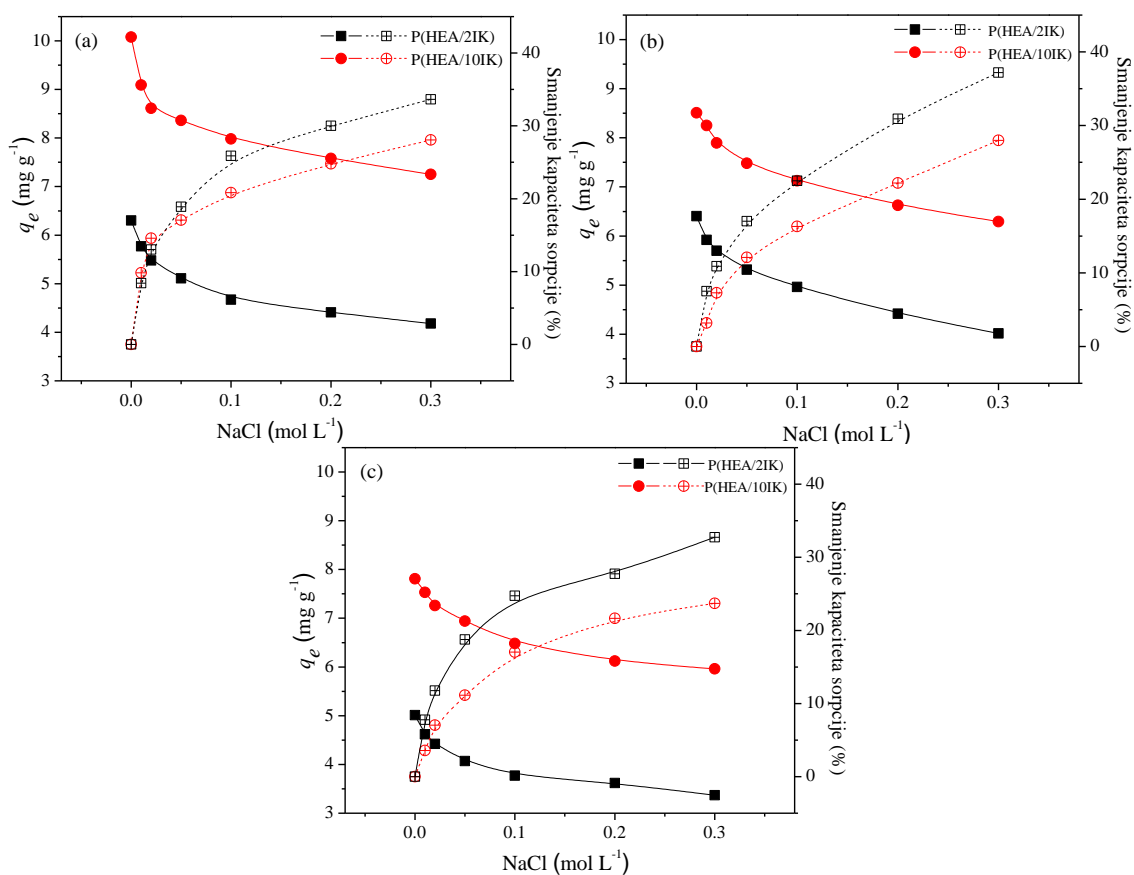 (a)
P(HEA/2IK)
P(HEA/10IK)
10
9
8
7
6
5
4
3
q_e (mg g⁻¹)
40
30
20
10
0
Smanjenje kapaciteta sorpcije (%)
0.0 0.1 0.2 0.3
NaCl (mol L⁻¹)
(b)
P(HEA/2IK)
P(HEA/10IK)
10
9
8
7
6
5
4
3
q_e (mg g⁻¹)
40
30
20
10
0
Smanjenje kapaciteta sorpcije (%)
0.0 0.1 0.2 0.3
NaCl (mol L⁻¹)
(c)
P(HEA/2IK)
P(HEA/10IK)
10
9
8
7
6
5
4
3
q_e (mg g⁻¹)
40
30
20
10
0
Smanjenje kapaciteta sorpcije (%)
0.0 0.1 0.2 0.3
NaCl (mol L⁻¹)